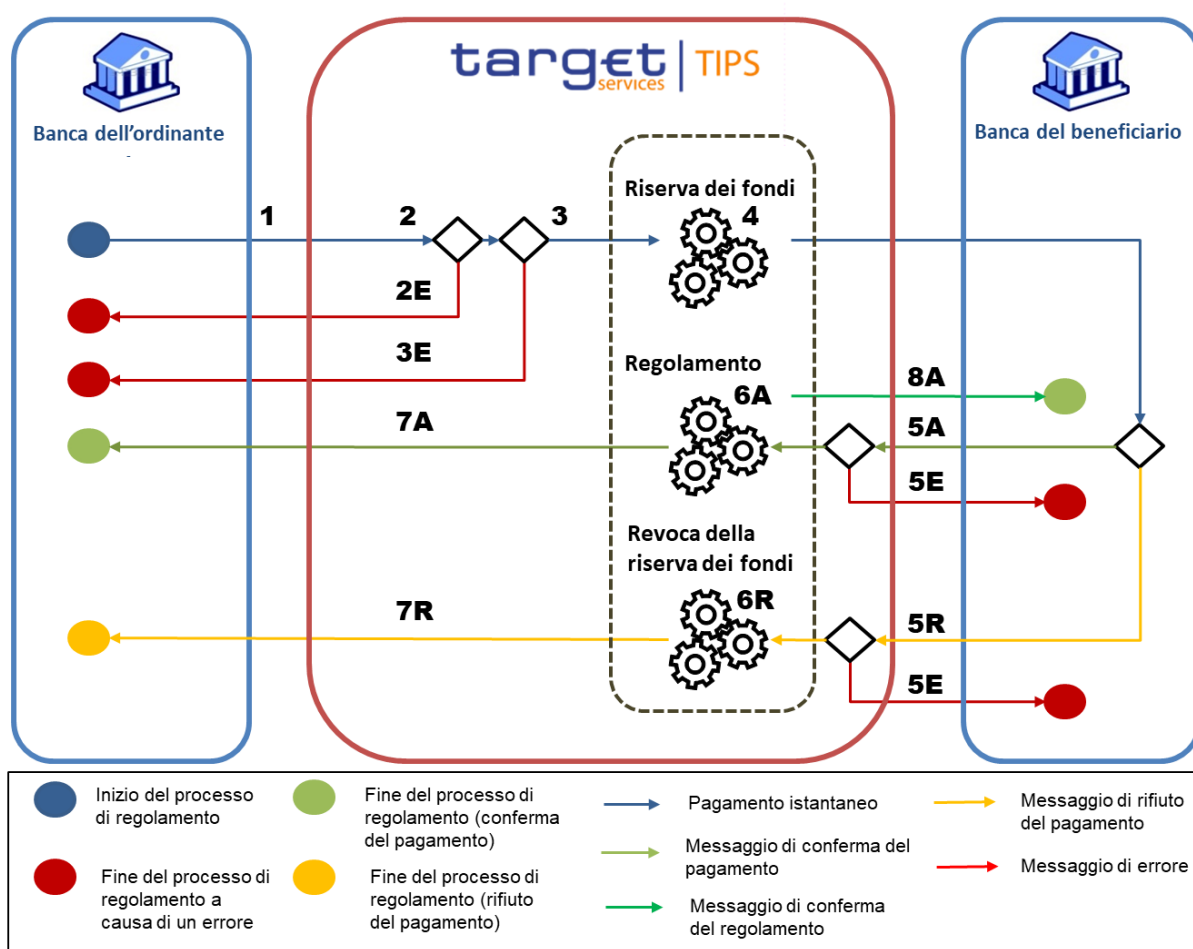 target
services
TIPS
Banca dell'ordinante
Banca del beneficiario
Riserva dei fondi
1
2
3
4
2E
3E
Regolamento
6A
8A
7A
5A
5E
Revoca della
riserva dei fondi
6R
7R
5R
5E
Inizio del processo
di regolamento
Fine del processo di
regolamento (conferma
del pagamento)
Pagamento istantaneo
Messaggio di rifiuto
del pagamento
Messaggio di conferma del
pagamento
Messaggio di errore
Fine del processo di
regolamento a
causa di un errore
Fine del processo di
regolamento (rifiuto
del pagamento)
Messaggio di conferma
del regolamento